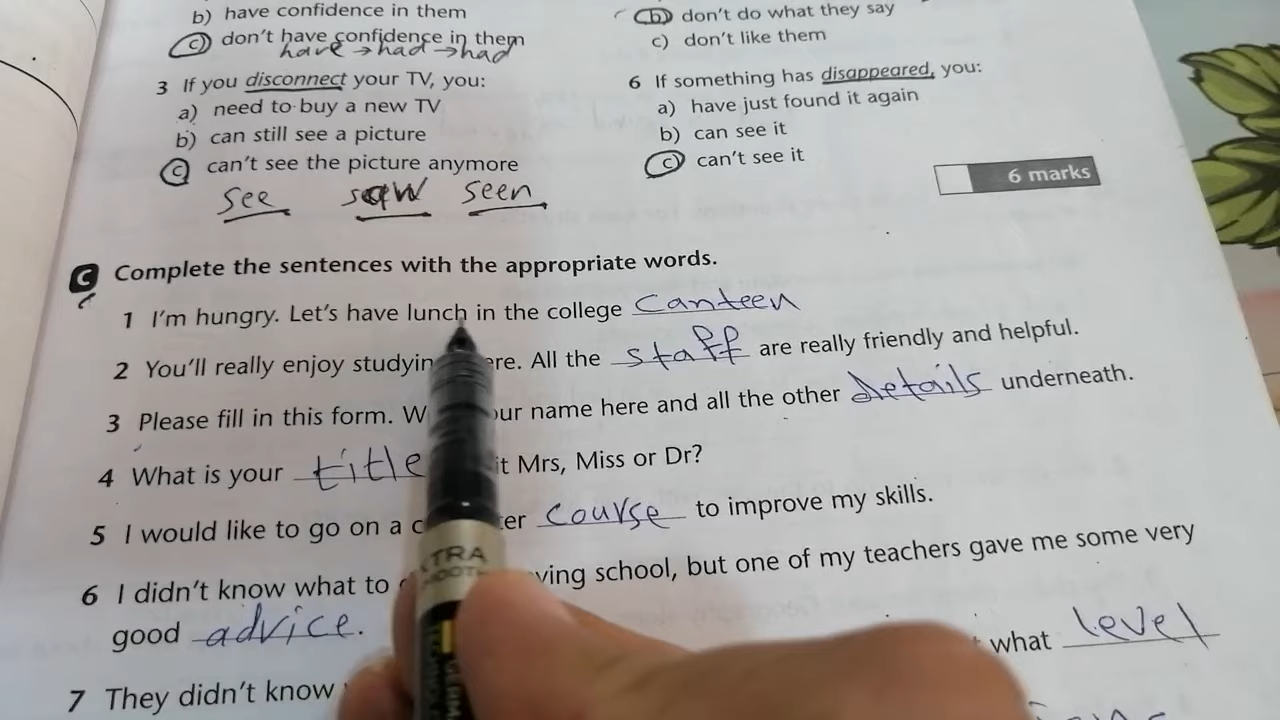 b) have confidence in them
c) don't have confidence in them
have → had → had
3 If you disconnect your TV, you:
a) need to buy a new TV
b) can still see a picture
c) can't see the picture anymore
see saw seen
b) don't do what they say
c) don't like them
6 If something has disappeared, you:
a) have just found it again
b) can see it
c) can't see it
6 marks
C Complete the sentences with the appropriate words.
1 I'm hungry. Let's have lunch in the college canteen
2 You'll really enjoy All the staff are really friendly and helpful.
3 Please fill in this form. name here and all the other details underneath.
4 What is your title it Mrs, Miss or Dr?
5 I would like to go on a course to improve my skills.
6 I didn't know what to school, but one of my teachers gave me some very
good advice.
7 They didn't know what level